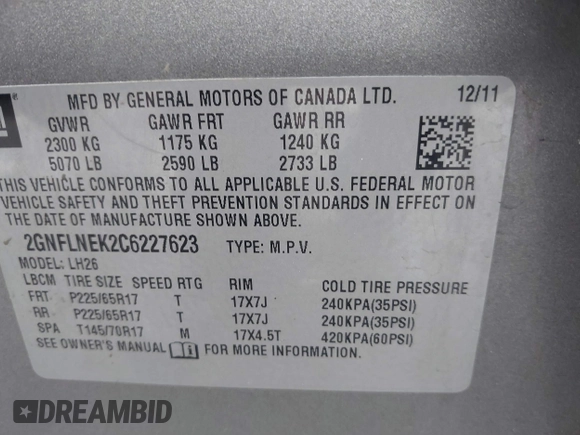 MFD BY GENERAL MOTORS OF CANADA LTD. 12/11
GVWR GAWR FRT GAWR RR
2300 KG 1175 KG 1240 KG
5070 LB 2590 LB 2733 LB
THIS VEHICLE CONFORMS TO ALL APPLICABLE U.S. FEDERAL MOTOR
VEHICLE SAFETY AND THEFT PREVENTION STANDARDS IN EFFECT ON
THE DATE OF MANUFACTURE SHOWN ABOVE.
2GNFLNEK2C6227623 TYPE: M.P.V.
MODEL: LH26
LBCM TIRE SIZE SPEED RTG RIM COLD TIRE PRESSURE
FRT P225/65R17 T 17X7J 240KPA(35PSI)
RR P225/65R17 T 17X7J 240KPA(35PSI)
SPA T145/70R17 M 17X4.5T 420KPA(60PSI)
SEE OWNER'S MANUAL FOR MORE INFORMATION.
DREAMBID